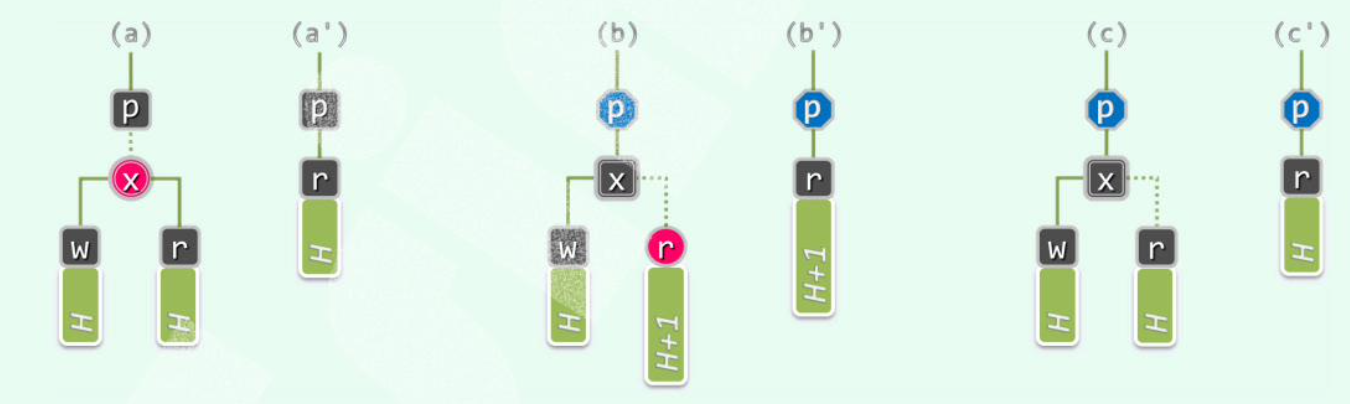 (a) (a') (b) (b') (c) (c')
p p p p p p
x r x r x r
w r w r w r
H H H H+1 H+1 H H H